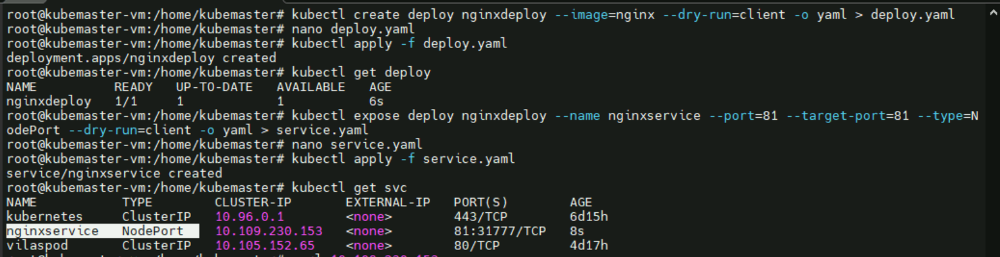 root@kubemaster-vm:/home/kubemaster# kubectl create deploy nginxdeploy --image=nginx --dry-run=client -o yaml > deploy.yaml
root@kubemaster-vm:/home/kubemaster# nano deploy.yaml
root@kubemaster-vm:/home/kubemaster# kubectl apply -f deploy.yaml
deployment.apps/nginxdeploy created
root@kubemaster-vm:/home/kubemaster# kubectl get deploy
NAME          READY   UP-TO-DATE   AVAILABLE   AGE
nginxdeploy   1/1     1            1           6s
root@kubemaster-vm:/home/kubemaster# kubectl expose deploy nginxdeploy --name nginxservice --port=81 --target-port=81 --type=N
odePort --dry-run=client -o yaml > service.yaml
root@kubemaster-vm:/home/kubemaster# nano service.yaml
root@kubemaster-vm:/home/kubemaster# kubectl apply -f service.yaml
service/nginxservice created
root@kubemaster-vm:/home/kubemaster# kubectl get svc
NAME           TYPE        CLUSTER-IP       EXTERNAL-IP   PORT(S)        AGE
kubernetes     ClusterIP   10.96.0.1        <none>        443/TCP        6d15h
nginxservice   NodePort    10.109.230.153   <none>        81:31777/TCP   8s
vilaspod       ClusterIP   10.105.152.65    <none>        80/TCP         4d17h